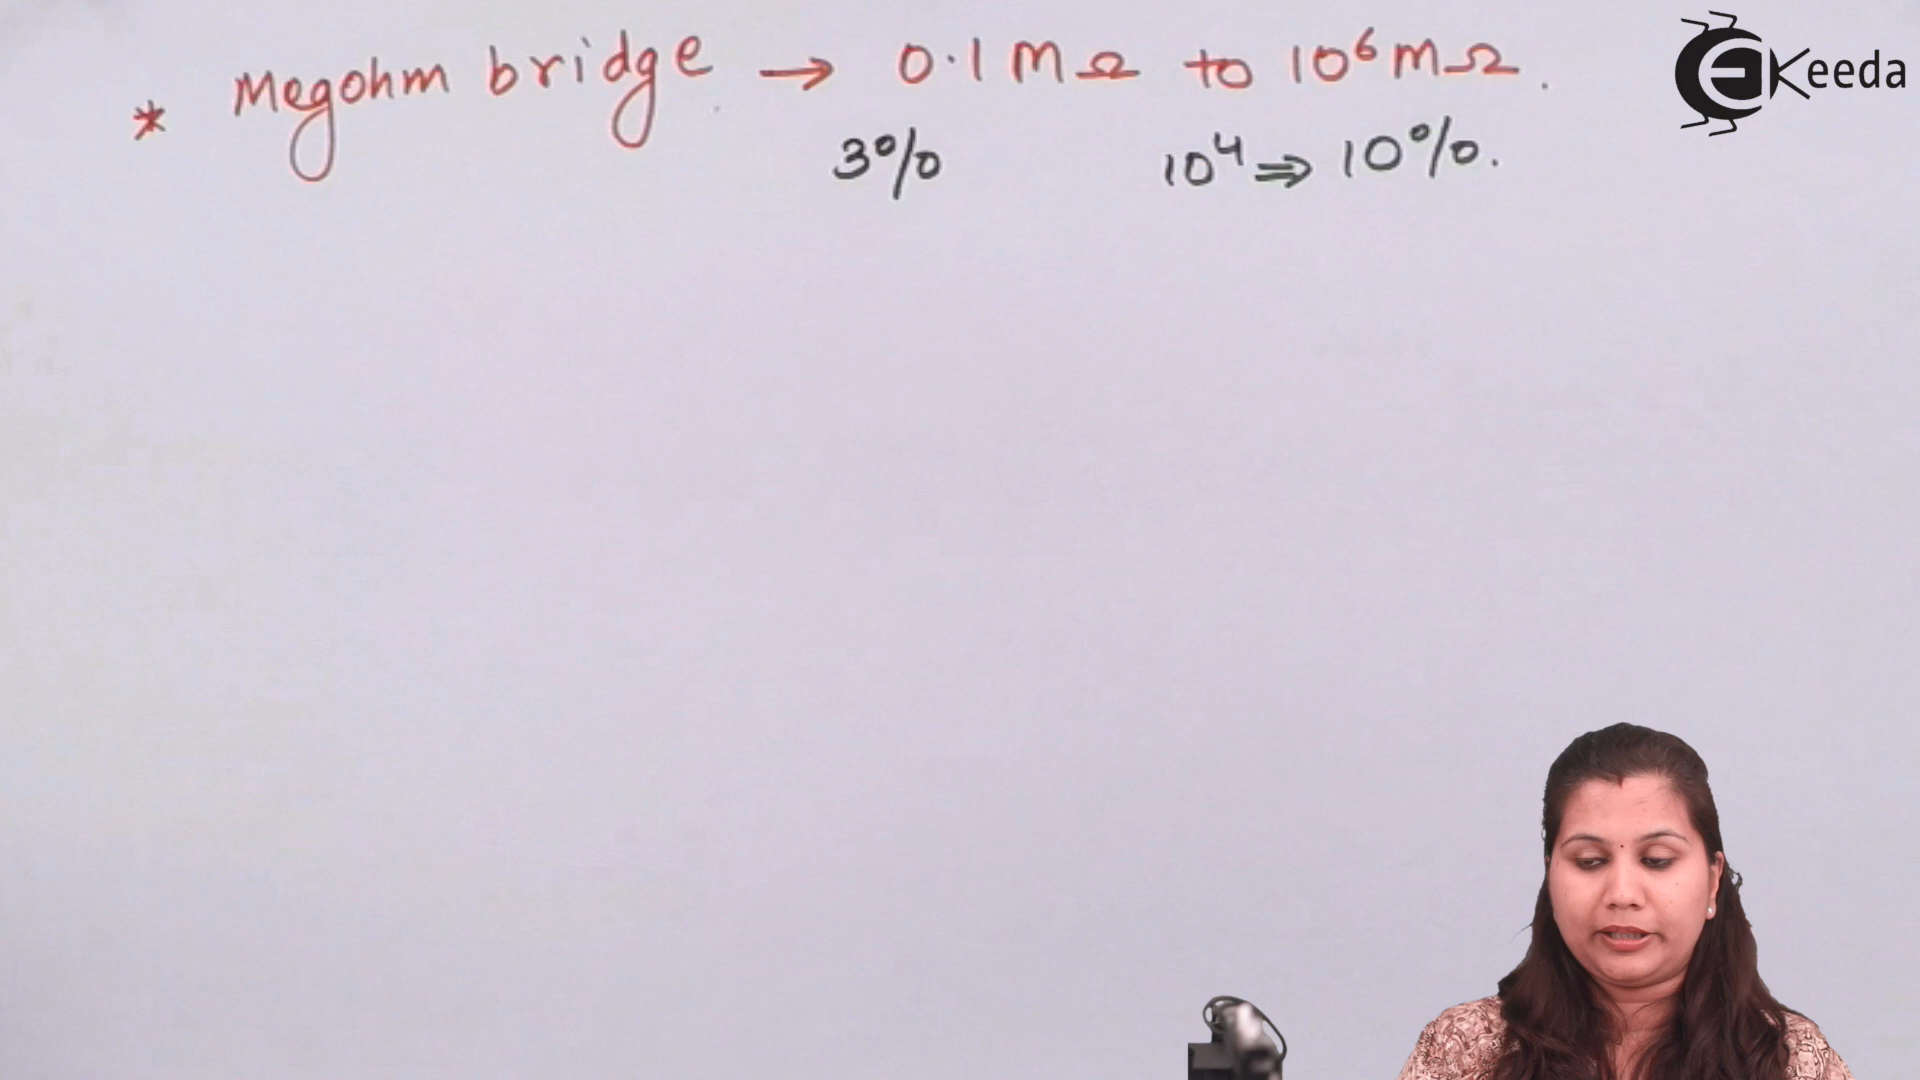 * Megohm bridge → 0.1 MΩ to 10⁶ MΩ.
3% 10⁴ ⇒ 10%.
EKeeda